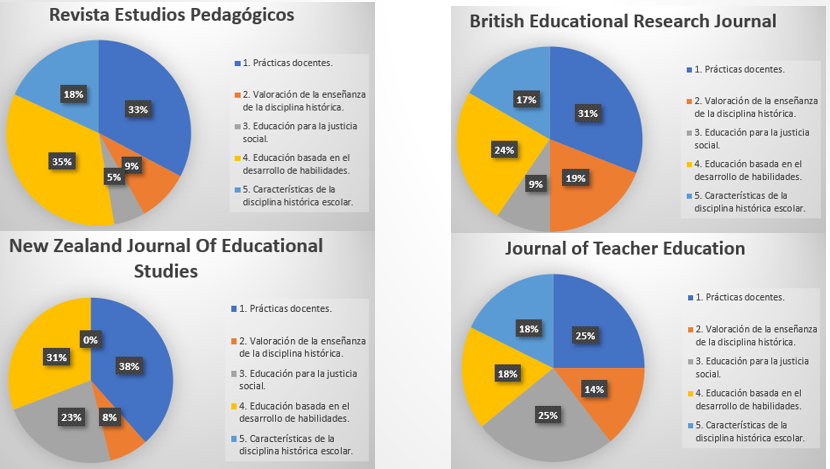 Revista Estudios Pedagógicos
18%
33%
35%
9%
5%
1. Prácticas docentes.
2. Valoración de la enseñanza
de la disciplina histórica.
3. Educación para la justicia
social.
4. Educación basada en el
desarrollo de habilidades.
5. Características de la
disciplina histórica escolar.
British Educational Research Journal
17%
31%
24%
9%
19%
1. Prácticas docentes.
2. Valoración de la enseñanza
de la disciplina histórica.
3. Educación para la justicia
social.
4. Educación basada en el
desarrollo de habilidades.
5. Características de la
disciplina histórica escolar.
New Zealand Journal Of Educational
Studies
0%
31%
38%
23%
8%
1. Prácticas docentes.
2. Valoración de la enseñanza
de la disciplina histórica.
3. Educación para la justicia
social.
4. Educación basada en el
desarrollo de habilidades.
5. Características de la
disciplina histórica escolar.
Journal of Teacher Education
18%
25%
18%
14%
25%
1. Prácticas docentes.
2. Valoración de la enseñanza
de la disciplina histórica.
3. Educación para la justicia
social.
4. Educación basada en el
desarrollo de habilidades.
5. Características de la
disciplina histórica escolar.